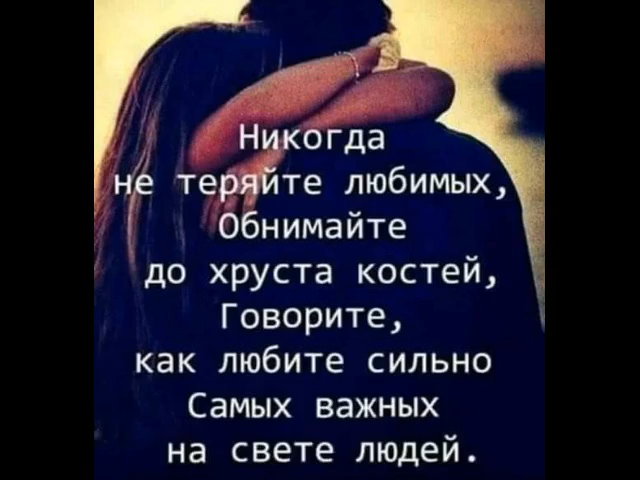 Никогда
не теряйте любимых,
Обнимайте
до хруста костей,
Говорите,
как любите сильно
Самых важных
на свете людей.